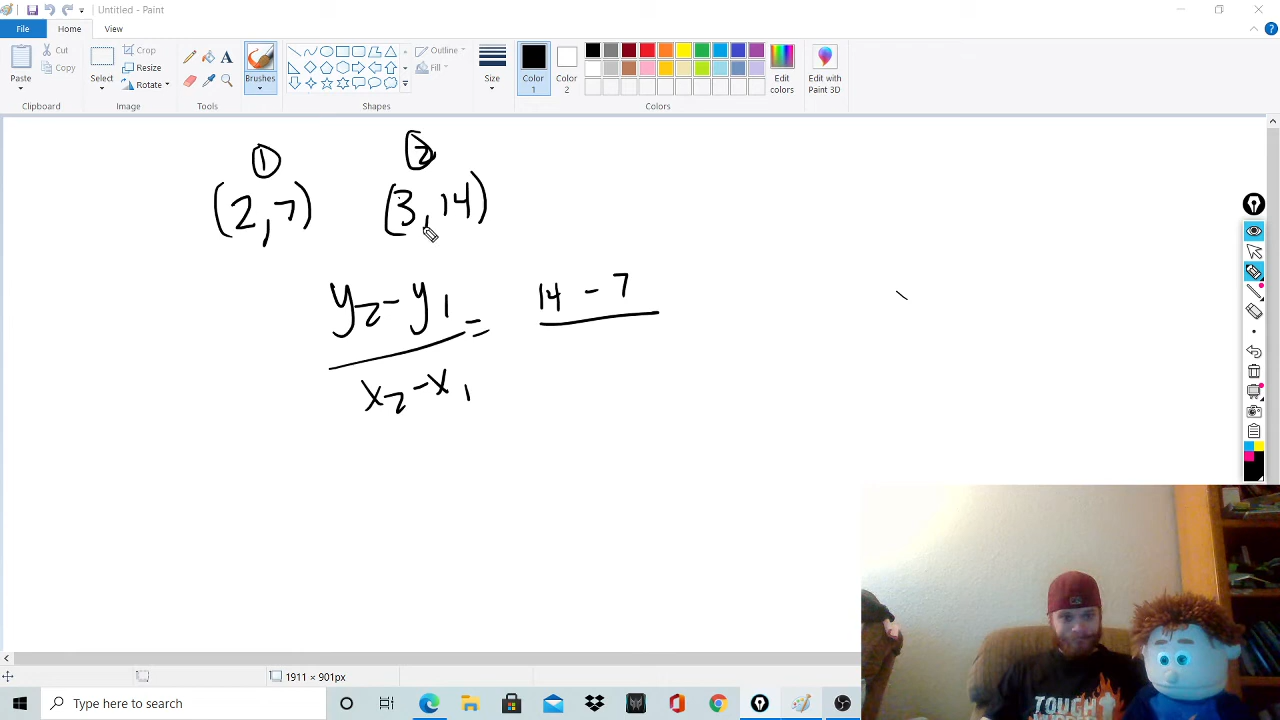 Untitled - Paint
File Home View
Paste Cut Copy Select Crop Resize Rotate Brushes Outline Fill Size Color 1 Color 2 Edit colors Edit with Paint 3D
Clipboard Image Tools Shapes Colors
① ②
(2,7) (3,14)
y2-y1 = 14 - 7
x2-x1
TOUGH
1911 × 901px
Type here to search